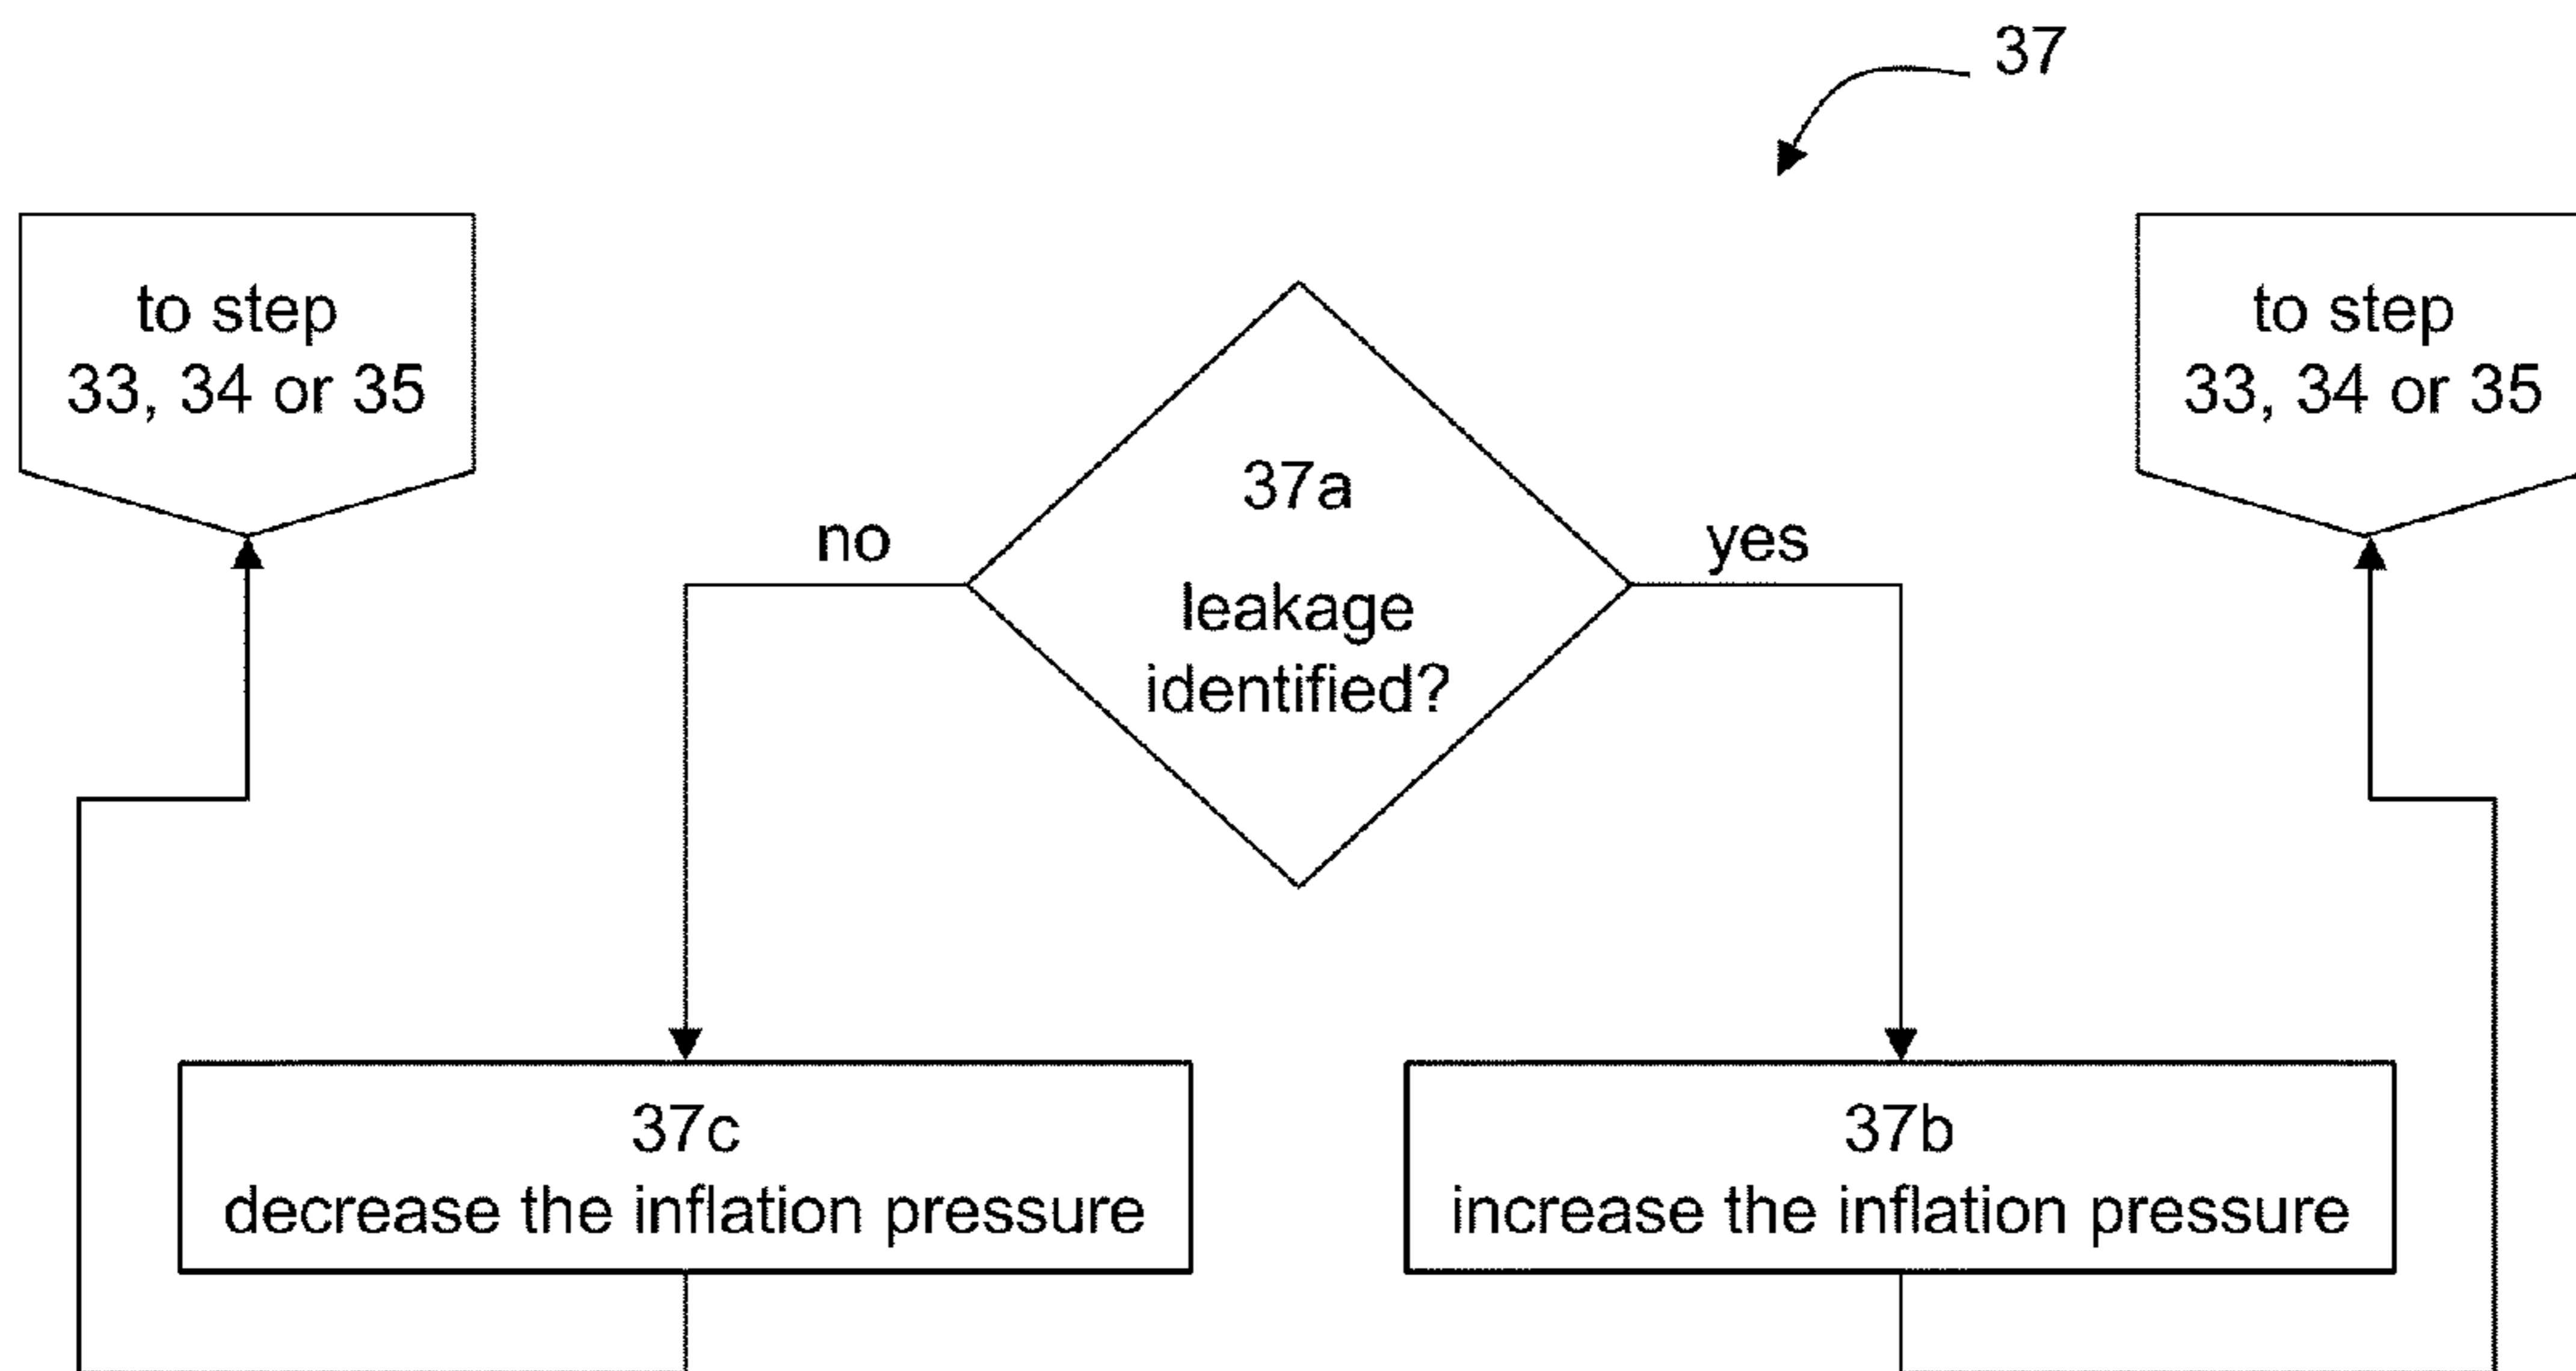 37
to step
33, 34 or 35
to step
33, 34 or 35
37a
leakage
identified?
no
yes
37c
decrease the inflation pressure
37b
increase the inflation pressure